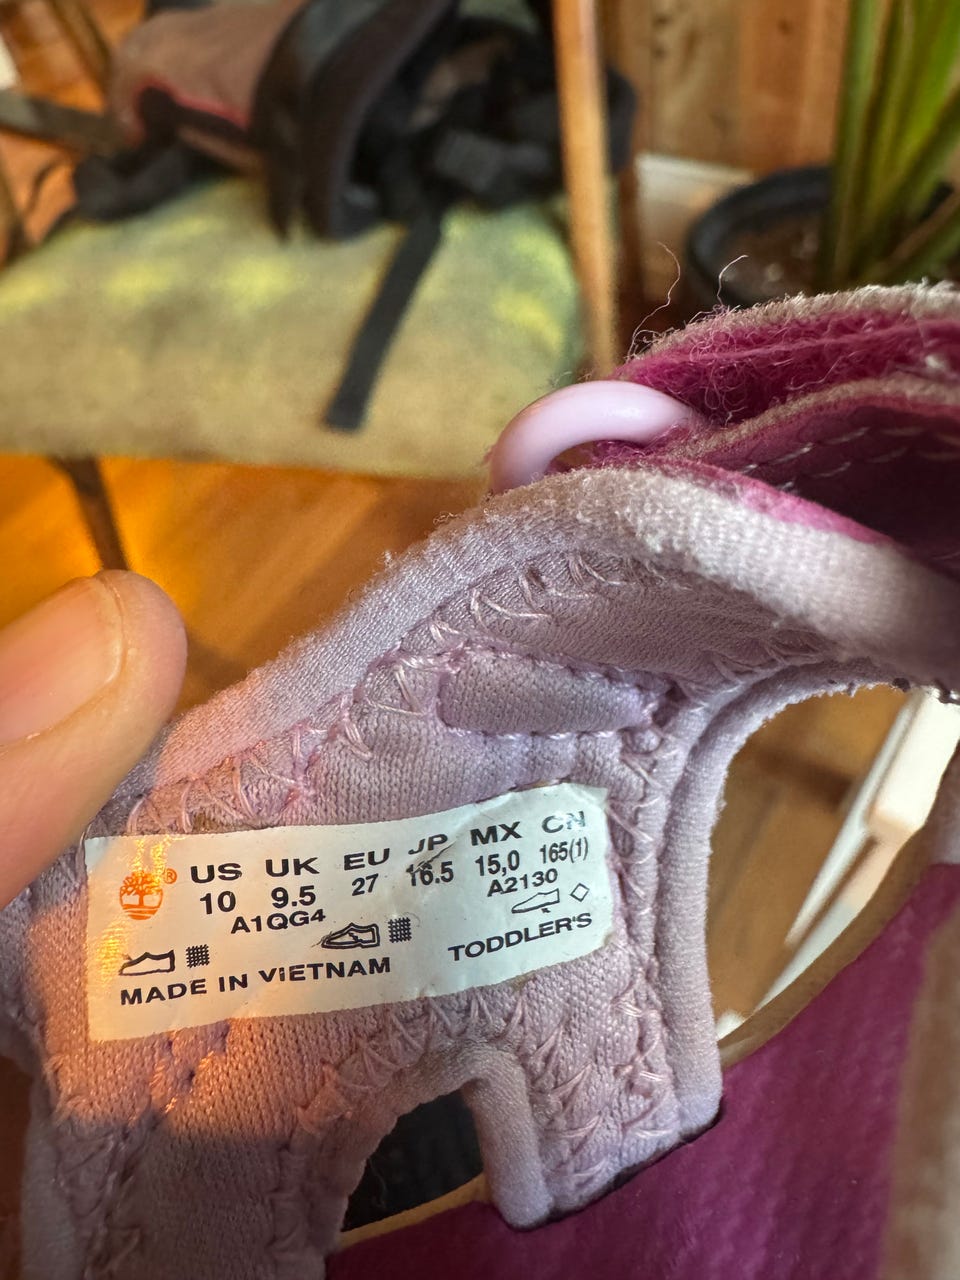 ® US UK EU JP MX CN
10 9.5 27 16.5 15,0 165(1)
A1QG4 A2130
TODDLER'S
MADE IN VIETNAM